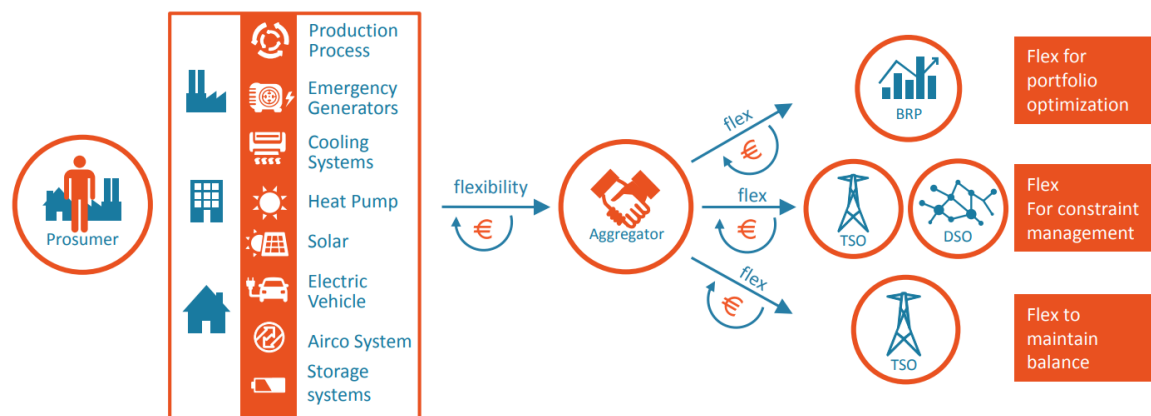 Prosumer
Production
Process
Emergency
Generators
Cooling
Systems
Heat Pump
Solar
Electric
Vehicle
Airco System
Storage
systems
flexibility
€
Aggregator
flex
€
flex
€
flex
€
BRP
TSO
DSO
TSO
Flex for
portfolio
optimization
Flex
For constraint
management
Flex to
maintain
balance